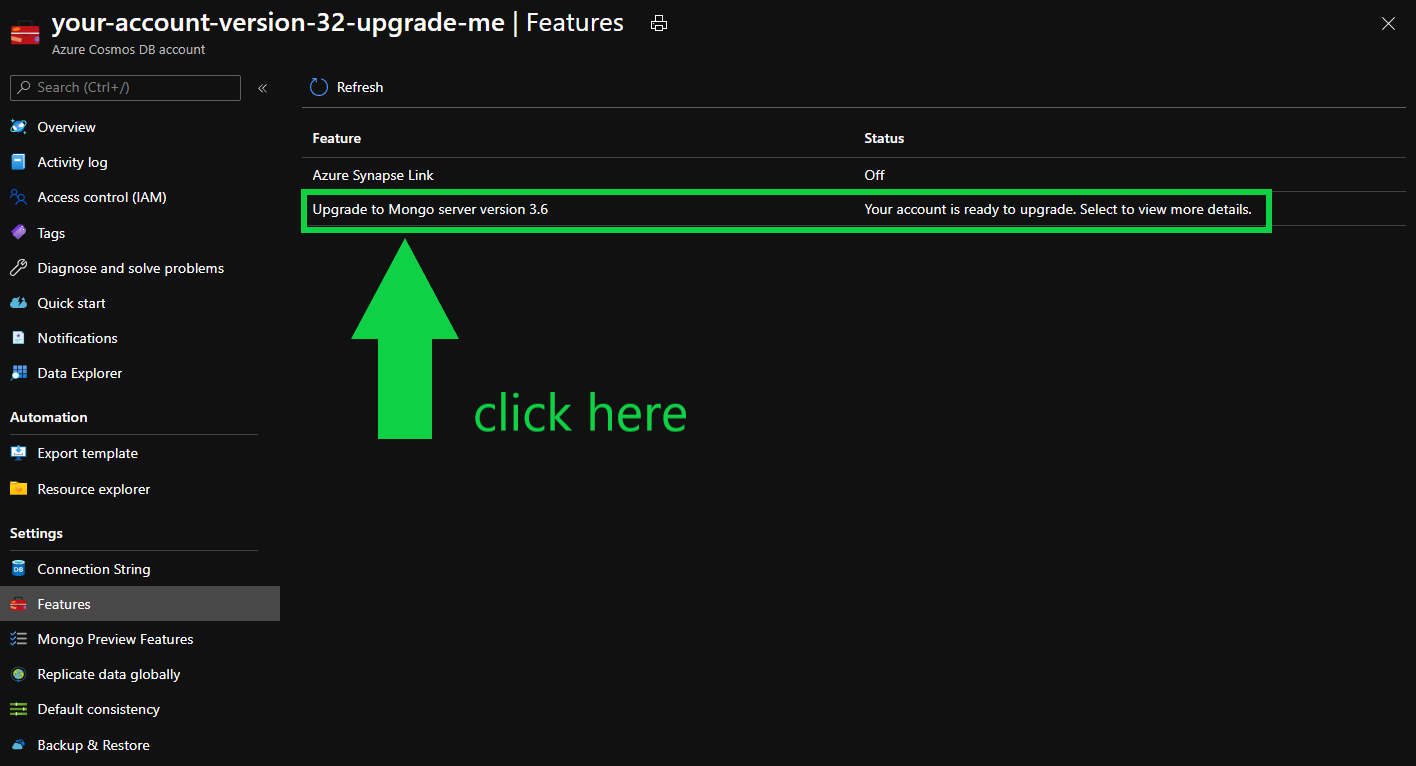 your-account-version-32-upgrade-me | Features
Azure Cosmos DB account
Search (Ctrl+/)
«
Overview
Activity log
Access control (IAM)
Tags
Diagnose and solve problems
Quick start
Notifications
Data Explorer
Automation
Export template
Resource explorer
Settings
Connection String
Features
Mongo Preview Features
Replicate data globally
Default consistency
Backup & Restore
Refresh
Feature Status
Azure Synapse Link Off
Upgrade to Mongo server version 3.6 Your account is ready to upgrade. Select to view more details.
click here